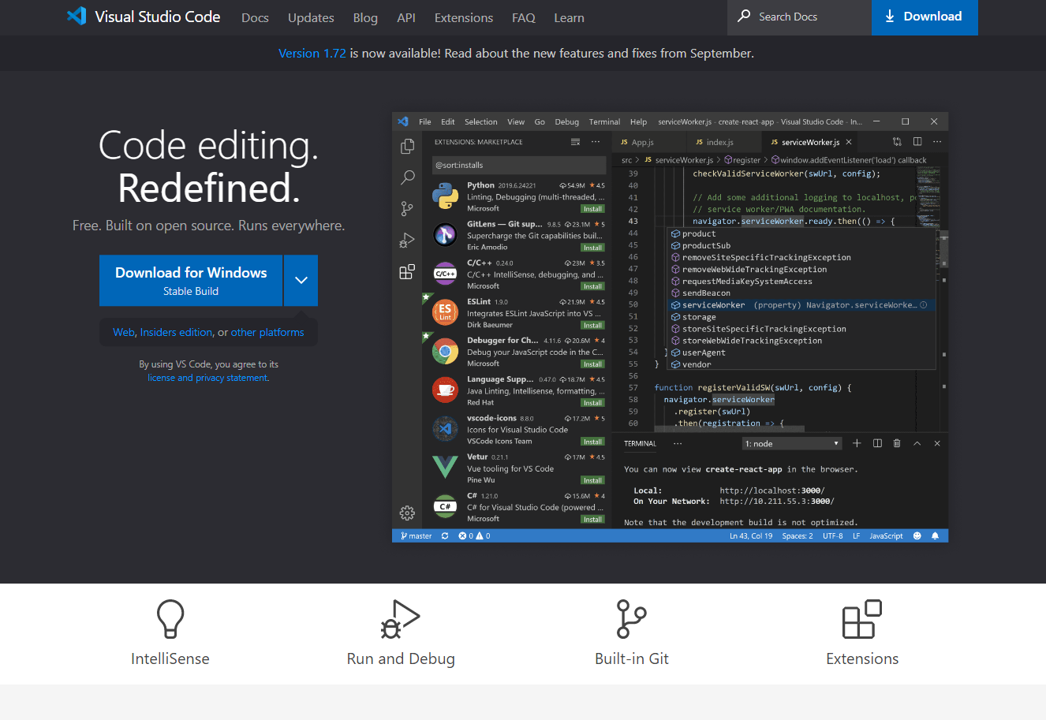 Visual Studio Code Docs Updates Blog API Extensions FAQ Learn Search Docs Download
Version 1.72 is now available! Read about the new features and fixes from September.
Code editing.
Redefined.
Free. Built on open source. Runs everywhere.
Download for Windows
Stable Build
Web, Insiders edition, or other platforms
By using VS Code, you agree to its
license and privacy statement.
File Edit Selection View Go Debug Terminal Help serviceWorker.js - create-react-app - Visual Studio Code - In...
EXTENSIONS: MARKETPLACE
@sort:installs
Python 2019.6.24221 54.9M 4.5
Linting, Debugging (multi-threaded, ...
Microsoft Install
GitLens — Git sup... 9.8.5 23.1M 5
Supercharge the Git capabilities buil...
Eric Amodio Install
C/C++ 0.24.0 23M 3.5
C/C++ IntelliSense, debugging, and ...
Microsoft Install
ESLint 1.9.0 21.9M 4.5
Integrates ESLint JavaScript into VS ...
Dirk Baeumer Install
Debugger for Ch... 4.11.6 20.6M 4
Debug your JavaScript code in the C...
Microsoft Install
Language Supp... 0.47.0 18.7M 4.5
Java Linting, Intellisense, formatting, ...
Red Hat Install
vscode-icons 8.8.0 17.2M 5
Icons for Visual Studio Code
VSCode Icons Team Install
Vetur 0.21.1 17M 4.5
Vue tooling for VS Code
Pine Wu Install
C# 1.21.0 15.6M 4
C# for Visual Studio Code (powered ...
Microsoft Install
JS App.js JS index.js JS serviceWorker.js
src > JS serviceWorker.js > register > window.addEventListener('load') callback
39 checkValidServiceWorker(swUrl, config);
40
41 // Add some additional logging to localhost, p
42 // service worker/PWA documentation.
43 navigator.serviceWorker.ready.then(() => {
44 product
45 productSub
46 removeSiteSpecificTrackingException
47 removeWebWideTrackingException
48 requestMediaKeySystemAccess
49 sendBeacon
50 serviceWorker (property) Navigator.serviceWorke...
51 storage
52 storeSiteSpecificTrackingException
53 storeWebWideTrackingException
54 } userAgent
55 } vendor
56
57 function registerValidSW(swUrl, config) {
58 navigator.serviceWorker
59 .register(swUrl)
60 .then(registration => {
TERMINAL ... 1: node
You can now view create-react-app in the browser.
Local: http://localhost:3000/
On Your Network: http://10.211.55.3:3000/
Note that the development build is not optimized.
master 0 0 Ln 43, Col 19 Spaces: 2 UTF-8 LF JavaScript
IntelliSense Run and Debug Built-in Git Extensions